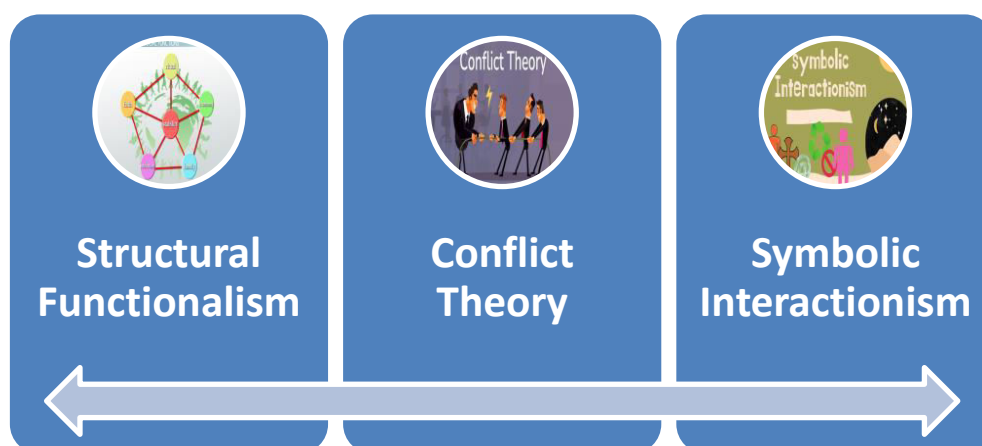 Conflict Theory
Symbolic
Interactionism
Structural
Functionalism
Conflict
Theory
Symbolic
Interactionism